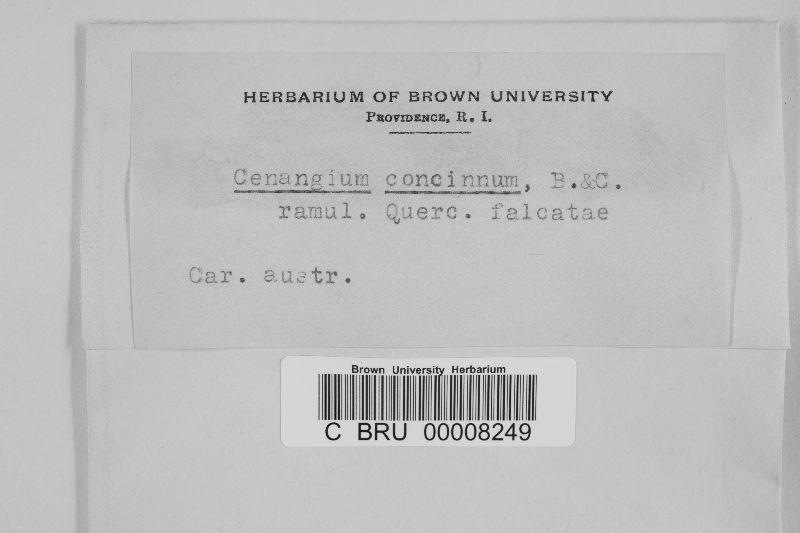 HERBARIUM OF BROWN UNIVERSITY
PROVIDENCE, R. I.
Cenangium concinnum, B.&C.
ramul. Querc. falcatae
Car. austr.
Brown University Herbarium
C BRU 00008249